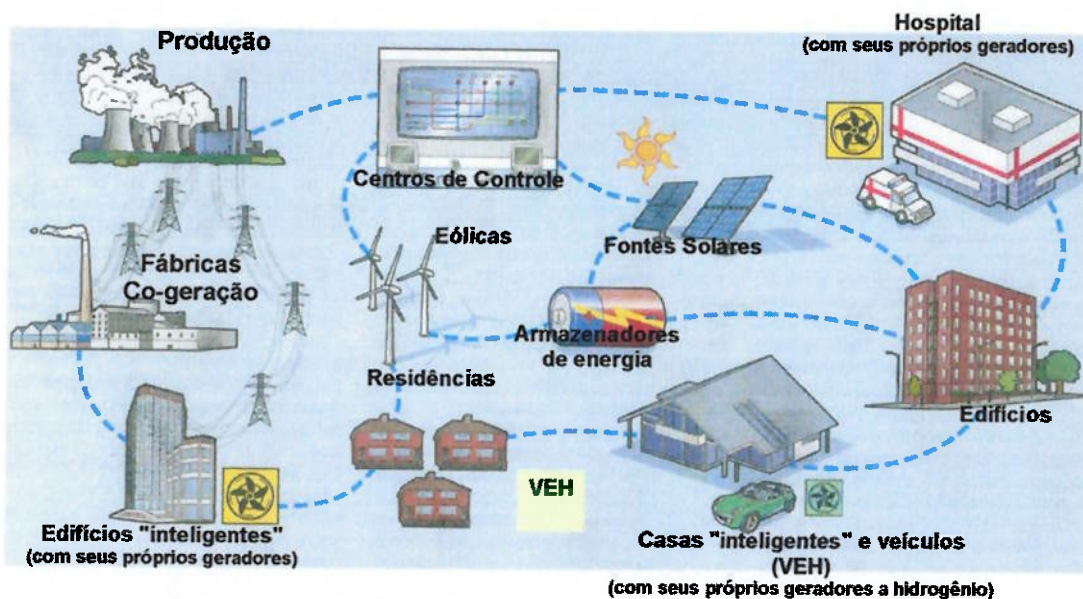 Produção
Hospital
(com seus próprios geradores)
Centros de Controle
Eólicas
Fontes Solares
Fábricas
Co-geração
Armazenadores
de energia
Residências
Edifícios
VEH
Edifícios "inteligentes"
(com seus próprios geradores)
Casas "inteligentes" e veículos
(VEH)
(com seus próprios geradores a hidrogênio)